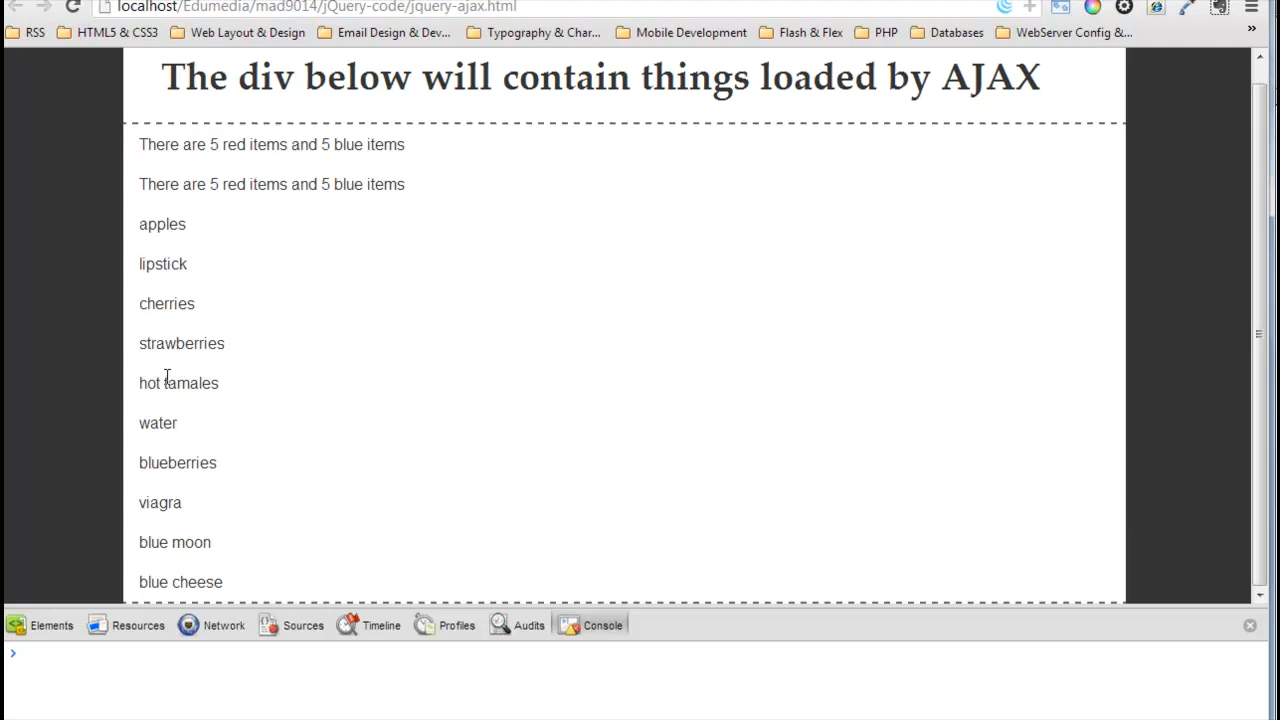 localhost/Edumedia/mad9014/jQuery-code/jquery-ajax.html
RSS HTML5 & CSS3 Web Layout & Design Email Design & Dev... Typography & Char... Mobile Development Flash & Flex PHP Databases WebServer Config &... »
The div below will contain things loaded by AJAX
There are 5 red items and 5 blue items
There are 5 red items and 5 blue items
apples
lipstick
cherries
strawberries
hot tamales
water
blueberries
viagra
blue moon
blue cheese
Elements Resources Network Sources Timeline Profiles Audits Console
>